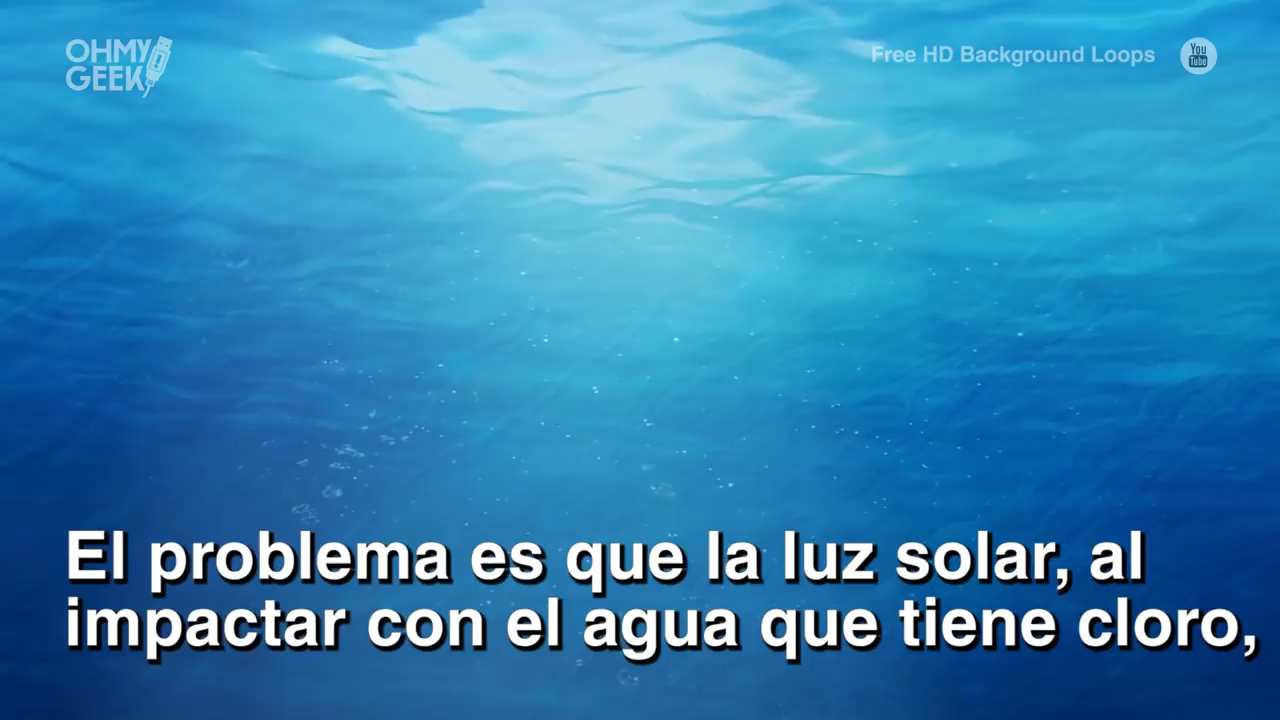 OHMY
GEEK
Free HD Background Loops
You
Tube
El problema es que la luz solar, al
impactar con el agua que tiene cloro,